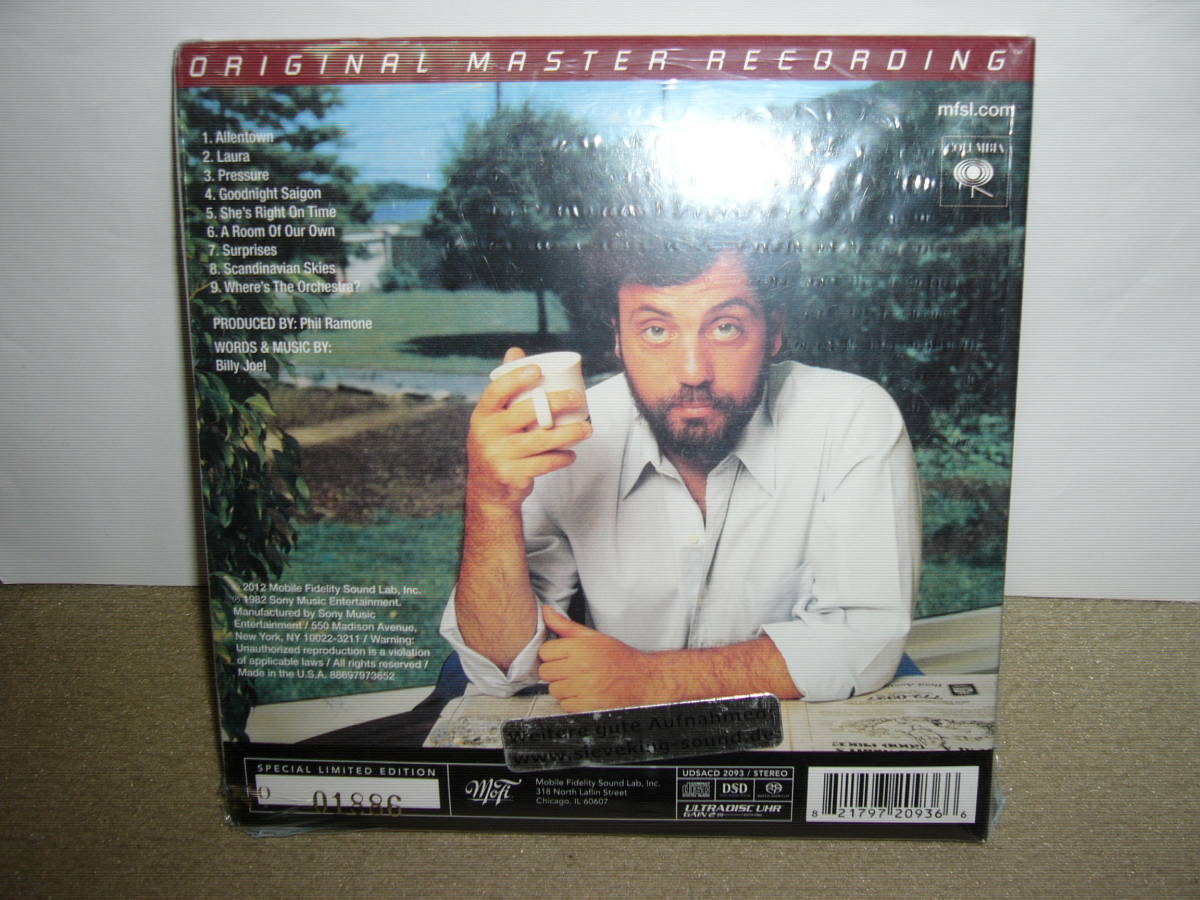 ORIGINAL MASTER RECORDING
mfsl.com
COLUMBIA
1. Allentown
2. Laura
3. Pressure
4. Goodnight Saigon
5. She's Right On Time
6. A Room Of Our Own
7. Surprises
8. Scandinavian Skies
9. Where's The Orchestra?
PRODUCED BY: Phil Ramone
WORDS & MUSIC BY:
Billy Joel
2012 Mobile Fidelity Sound Lab, Inc.
℗ 1982 Sony Music Entertainment.
Manufactured by Sony Music
Entertainment / 550 Madison Avenue,
New York, NY 10022-3211 / Warning:
Unauthorized reproduction is a violation
of applicable laws / All rights reserved /
Made in the U.S.A. 88697973652
Weitere gute Aufnahmen:
www.sieveking-sound.de
SPECIAL LIMITED EDITION
01886
MoFi
Mobile Fidelity Sound Lab, Inc.
318 North Laflin Street
Chicago, IL 60607
UDSACD 2093 / STEREO
DSD
ULTRADISC UHR
GAIN 2
8 21797 20936 6